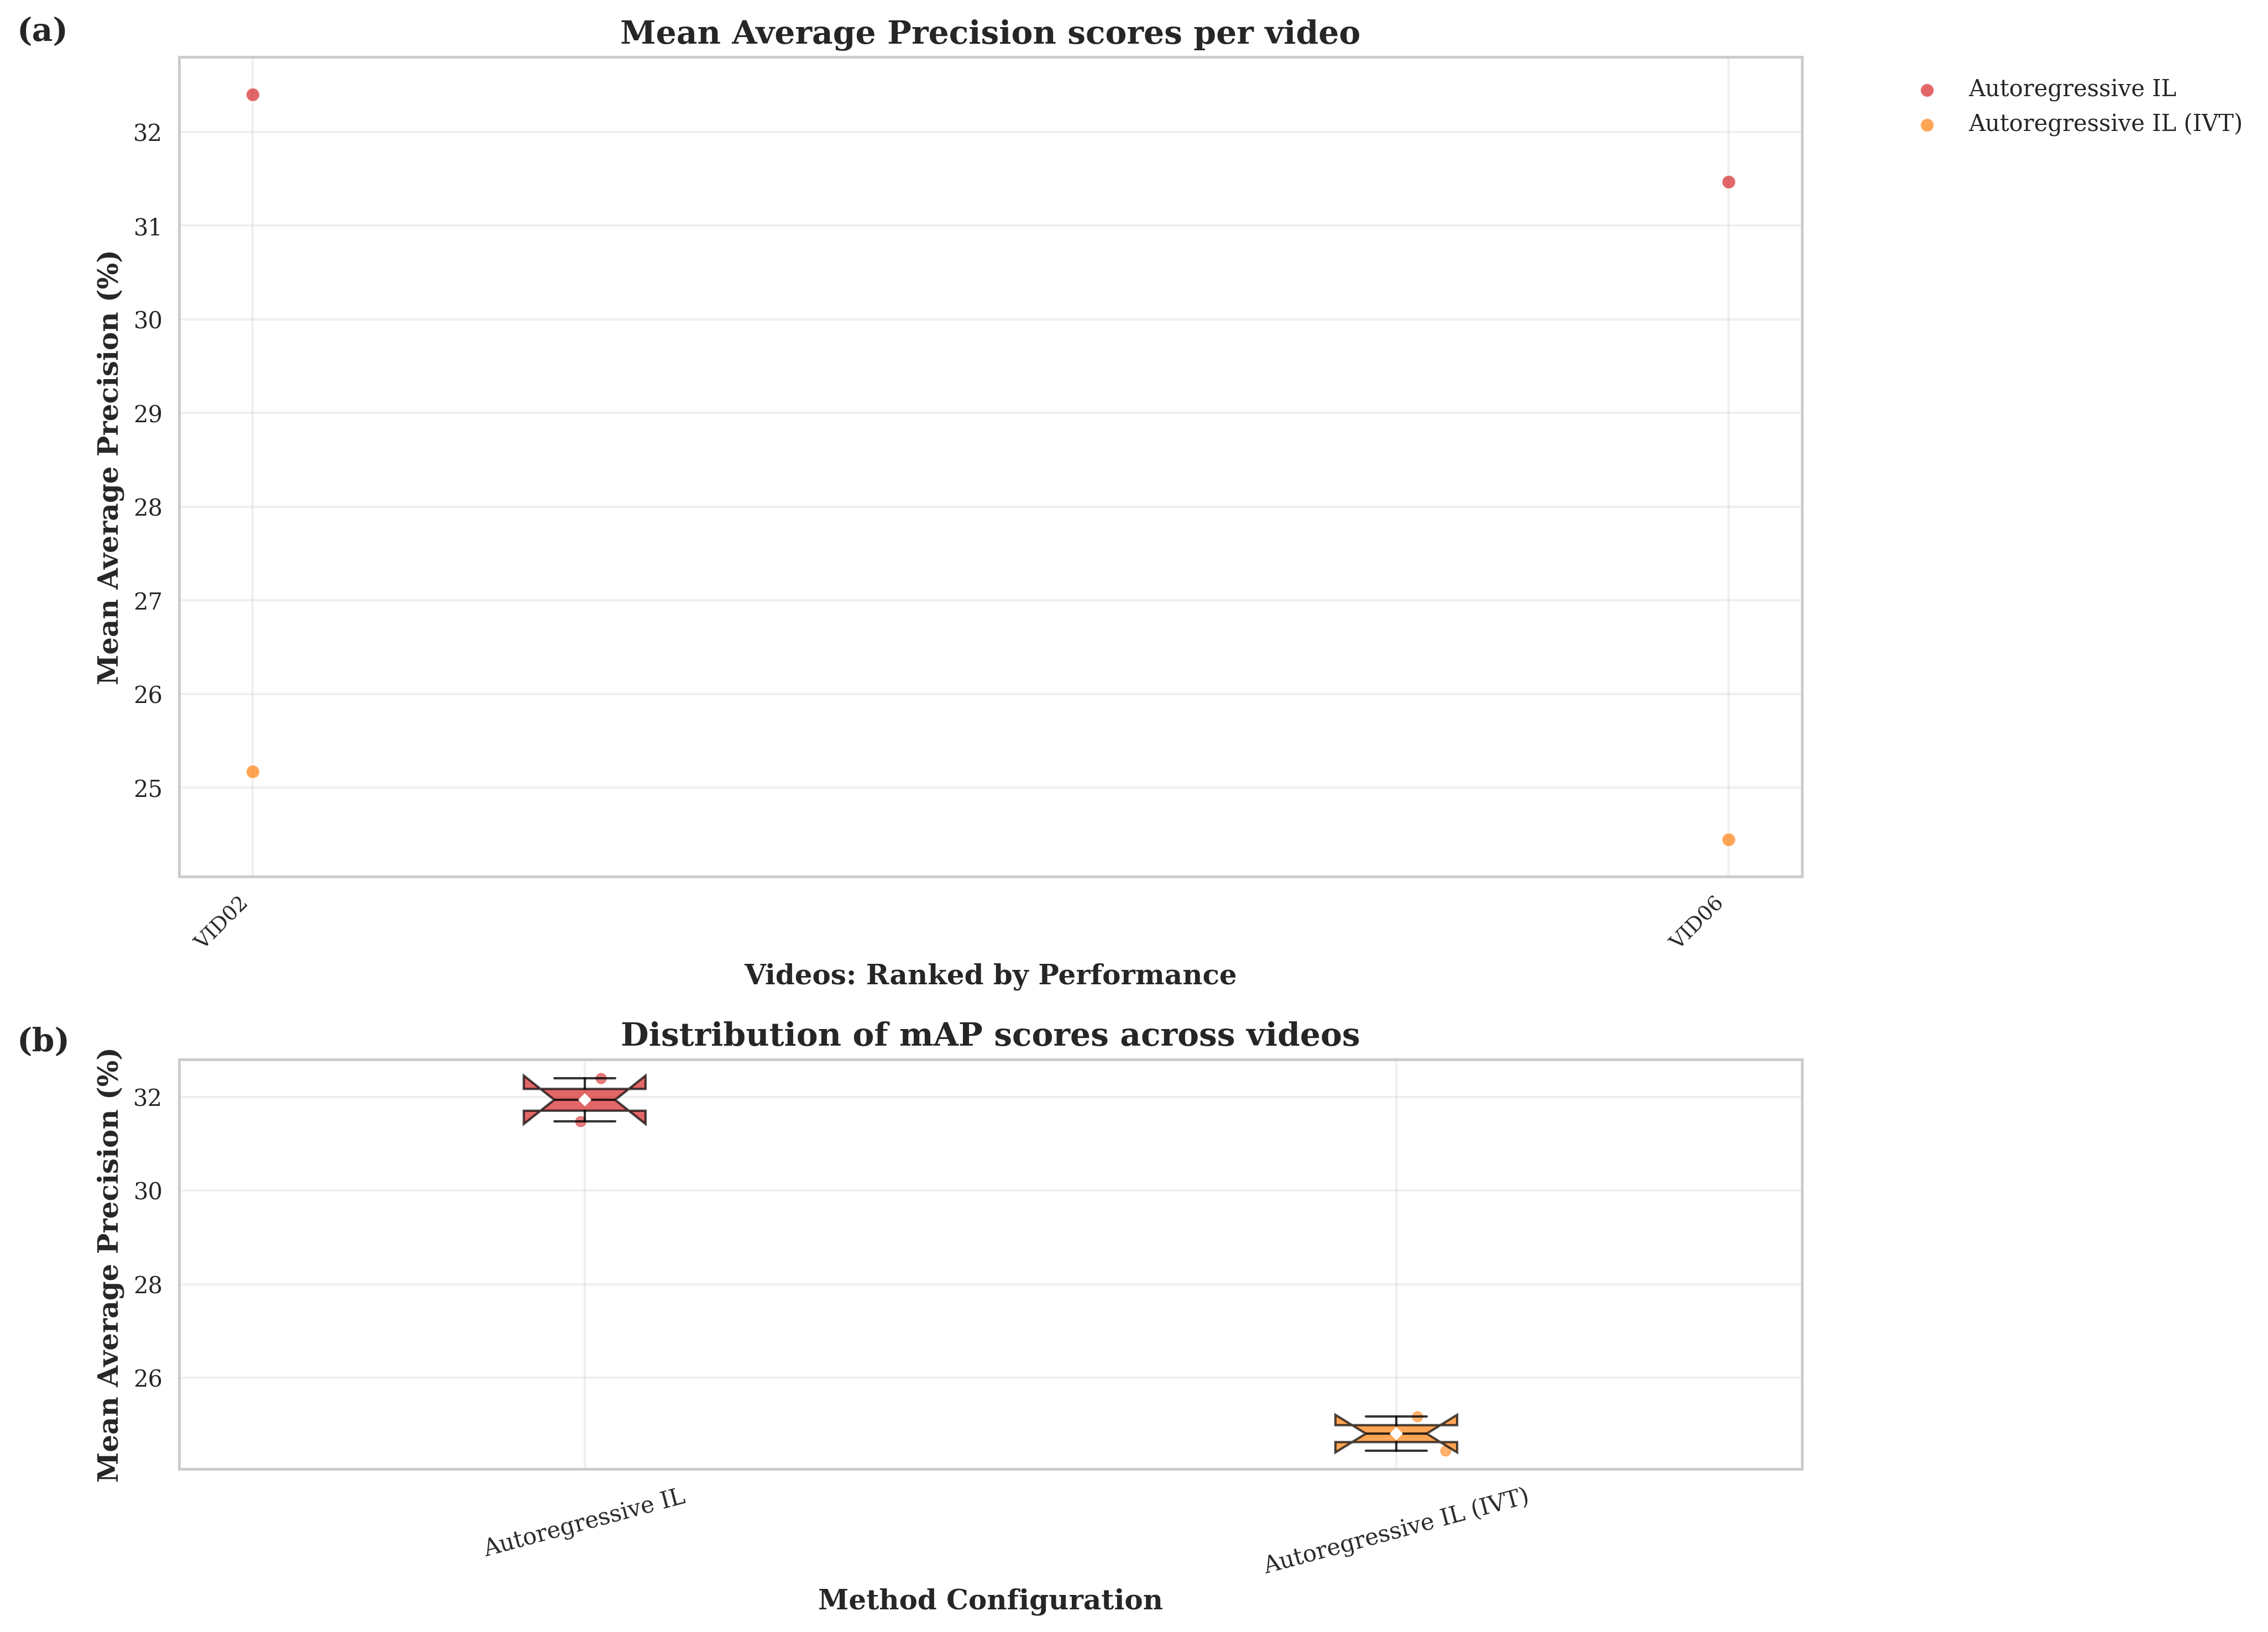 (a)
Mean Average Precision scores per video
Autoregressive IL
Autoregressive IL (IVT)
Mean Average Precision (%)
32
31
30
29
28
27
26
25
VID02
VID06
Videos: Ranked by Performance
(b)
Distribution of mAP scores across videos
Mean Average Precision (%)
32
30
28
26
Autoregressive IL
Autoregressive IL (IVT)
Method Configuration